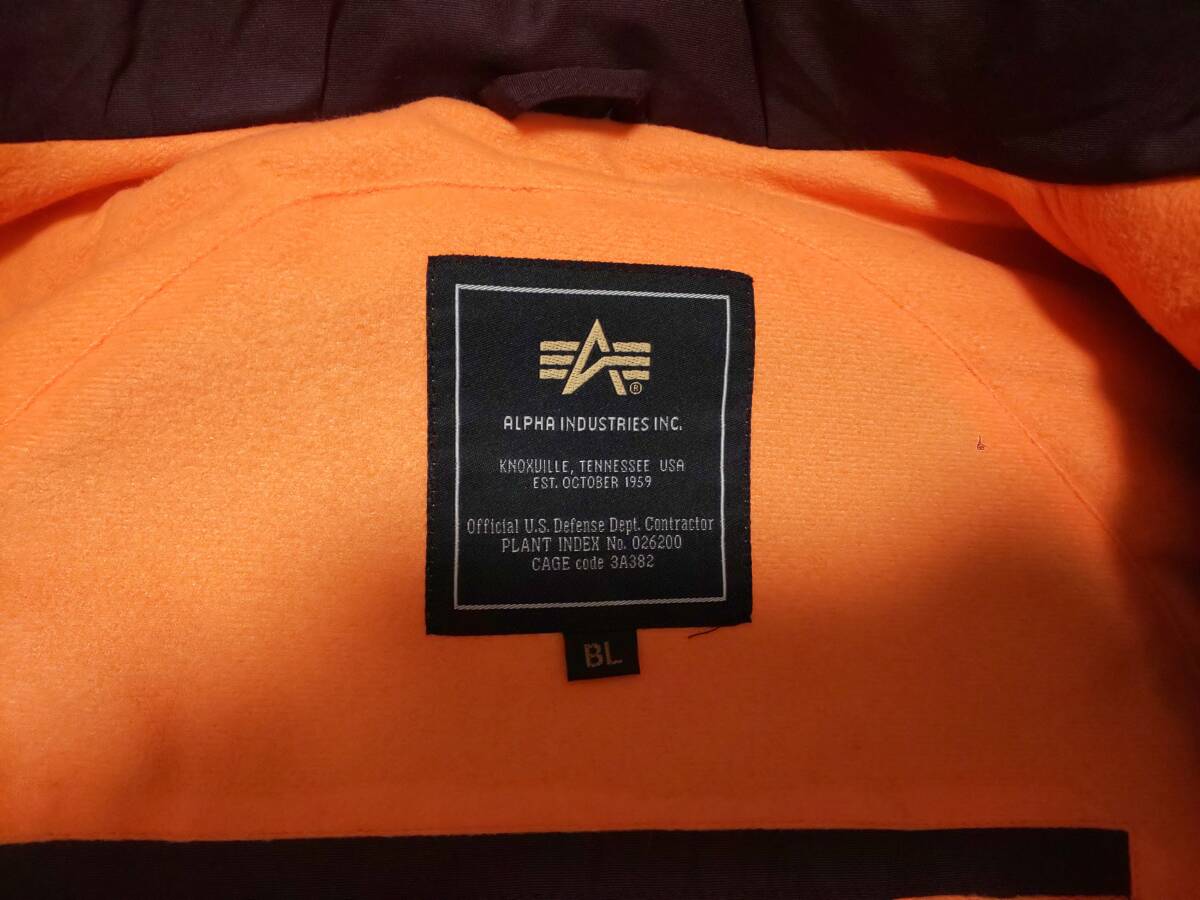 ®
ALPHA INDUSTRIES INC.
KNOXVILLE, TENNESSEE USA
EST. OCTOBER 1959
Official U.S. Defense Dept. Contractor
PLANT INDEX No. 026200
CAGE code 3A382
BL